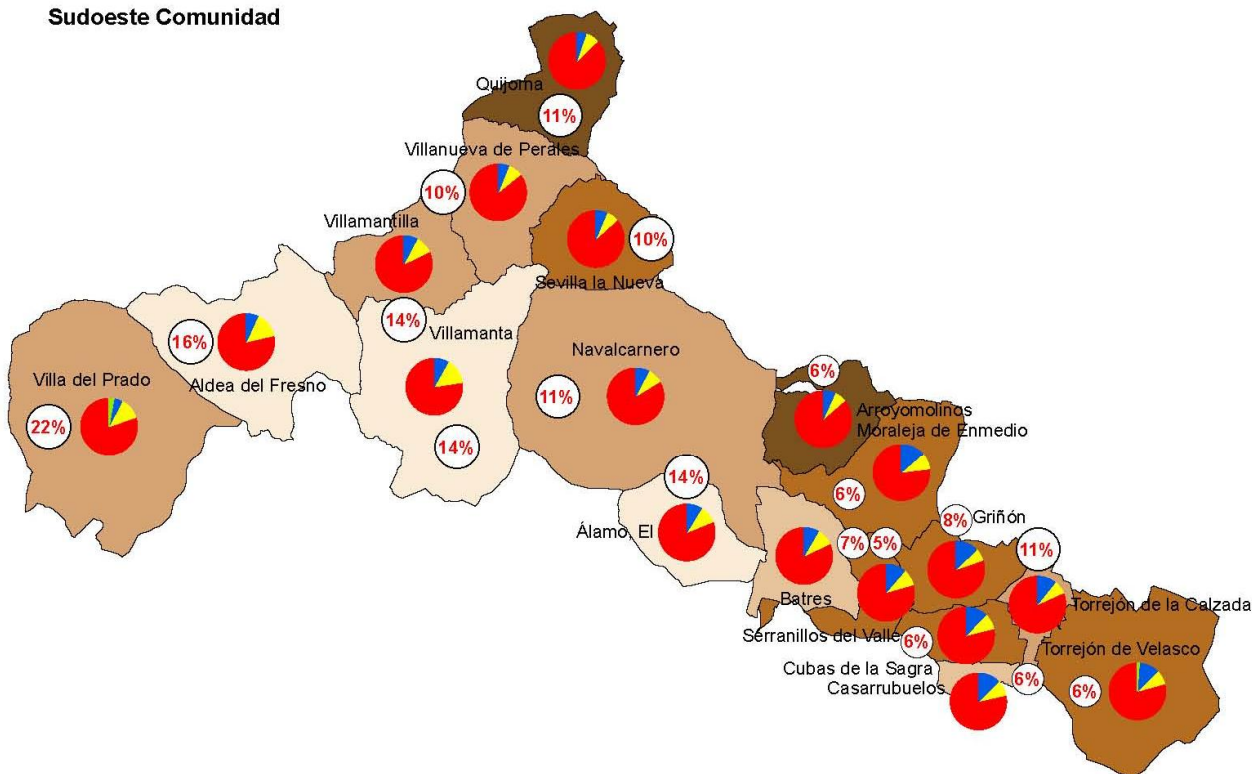 Sudoeste Comunidad
Quijorna
11%
Villanueva de Perales
10%
Villamantilla
10%
Sevilla la Nueva
14%
16%
Villamanta
Navalcarnero
Villa del Prado
Aldea del Fresno
6%
11%
22%
Arroyomolinos
Moraleja de Enmedio
14%
14%
6%
8%
Griñón
Álamo, El
7%
5%
11%
Batres
Torrejón de la Calzada
Serranillos del Valle
6%
Torrejón de Velasco
Cubas de la Sagra
Casarrubuelos
6%
6%